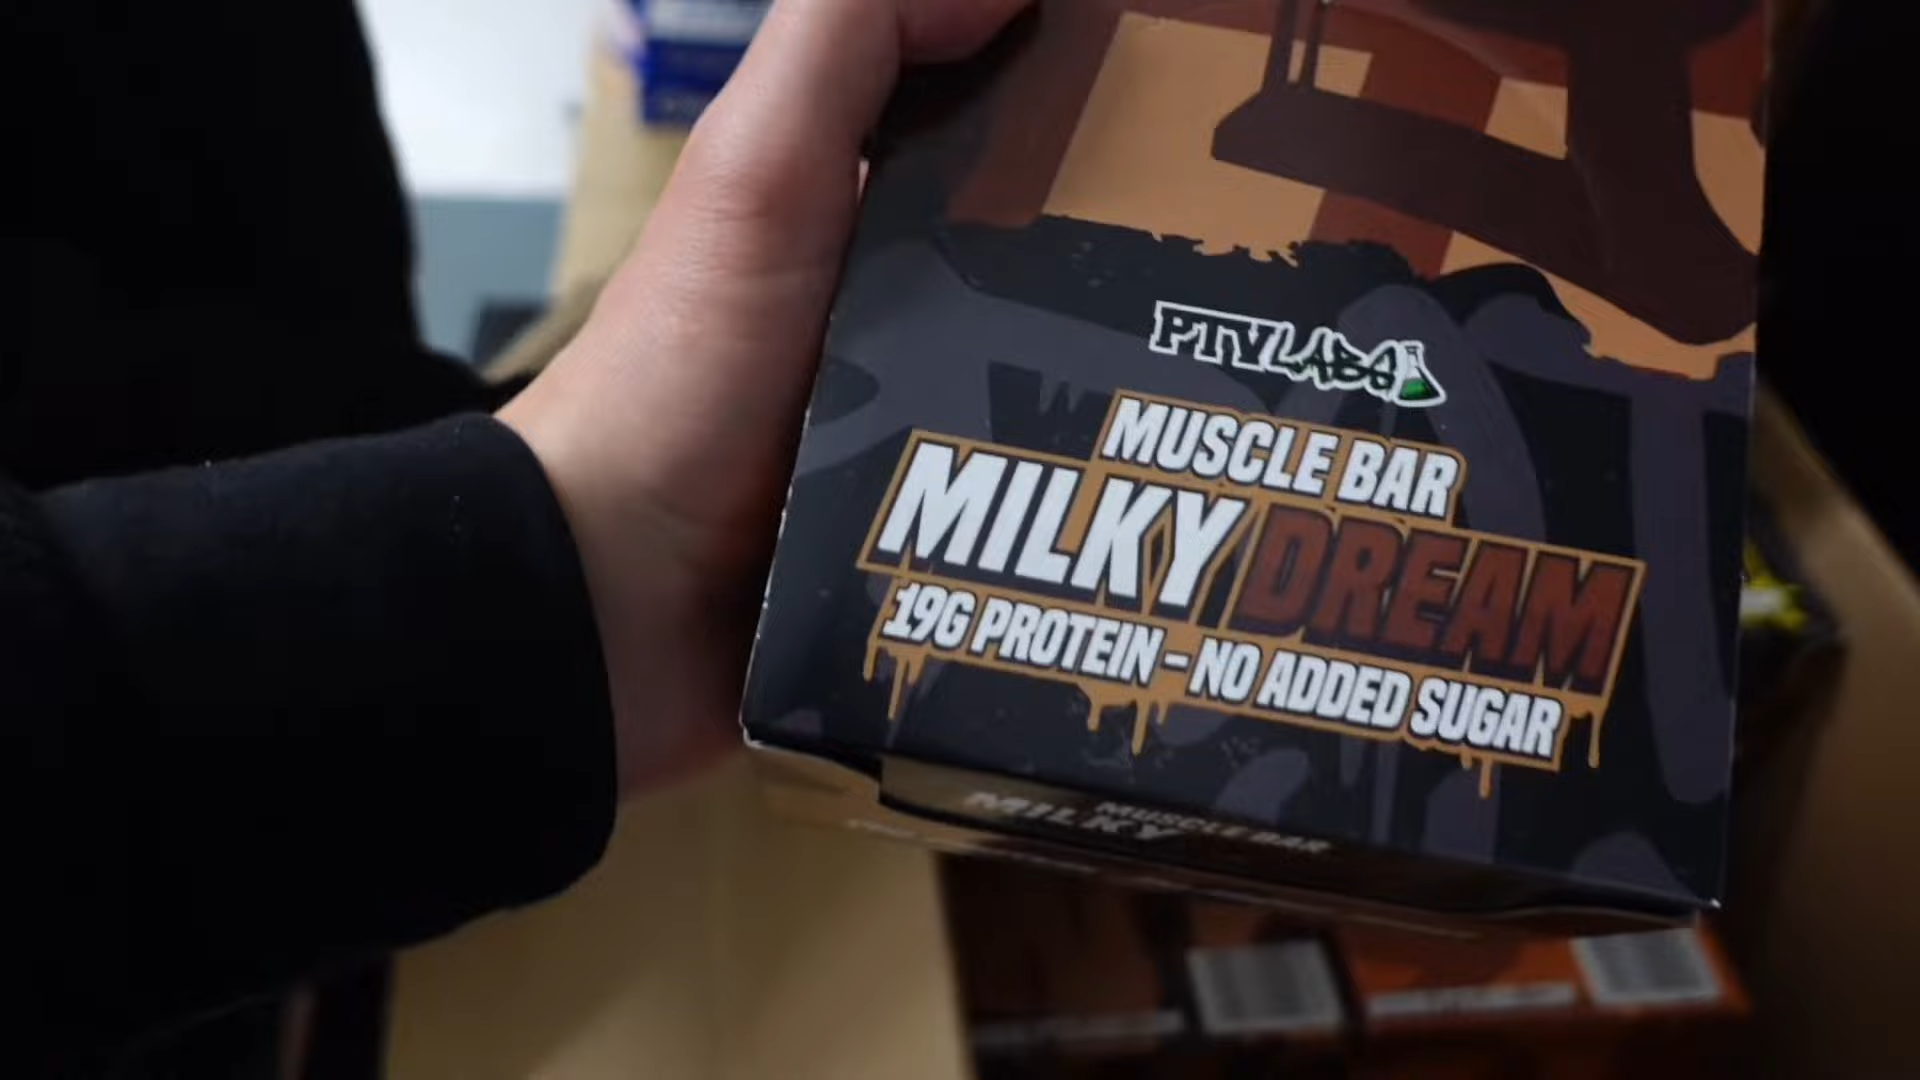 PTVLABS
MUSCLE BAR
MILKY DREAM
19G PROTEIN - NO ADDED SUGAR
MUSCLE BAR
MILKY